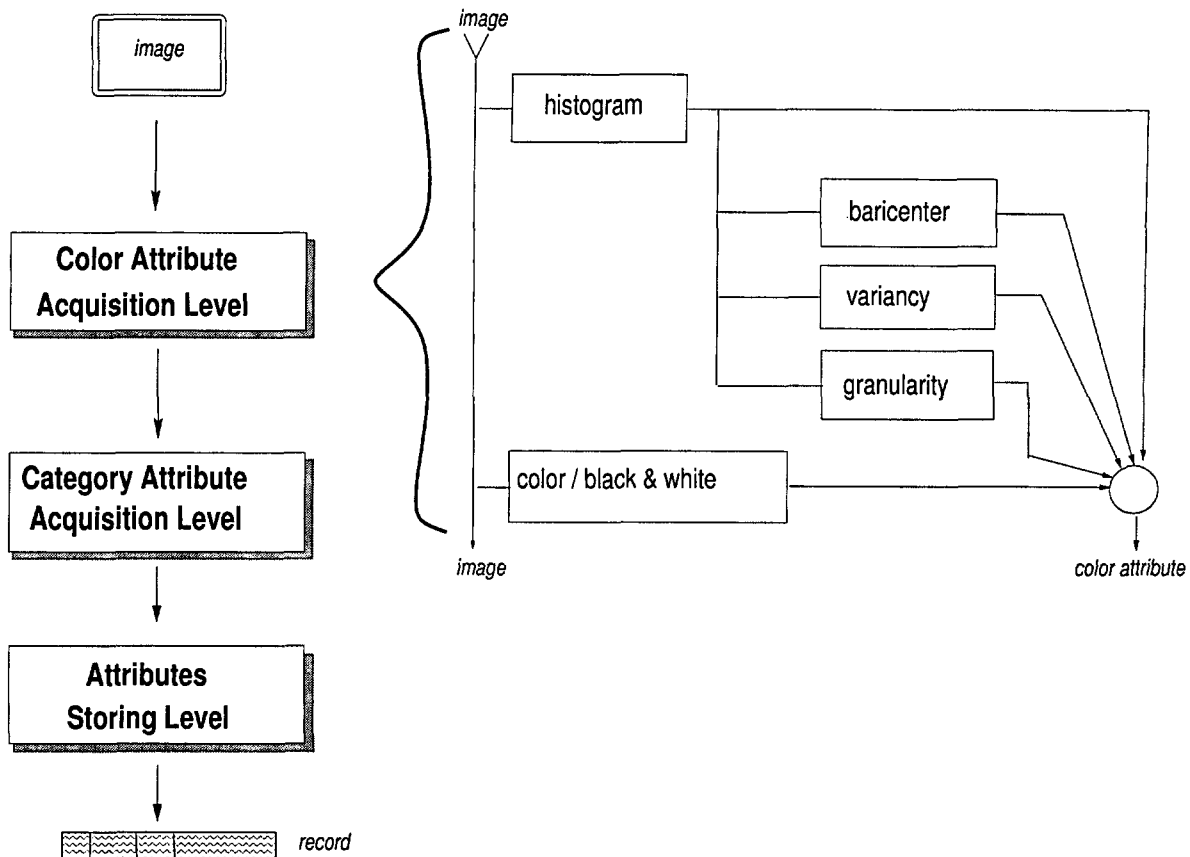 image
Color Attribute
Acquisition Level
Category Attribute
Acquisition Level
Attributes
Storing Level
record
image
histogram
baricenter
variancy
granularity
color / black & white
image
color attribute